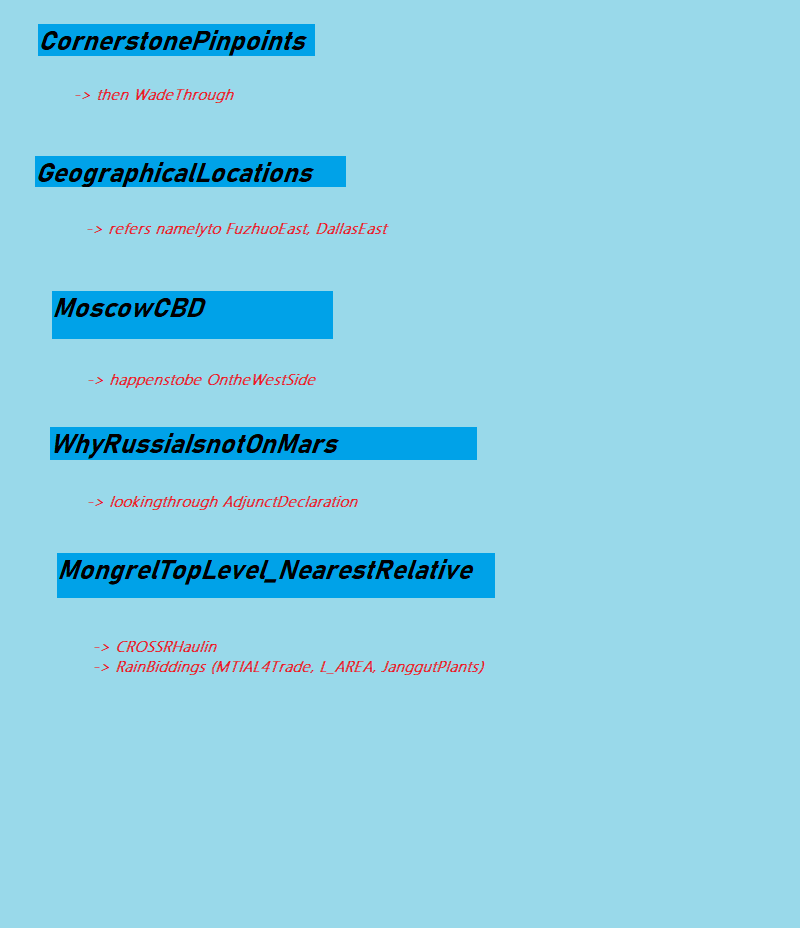 CornerstonePinpoints
-> then WadeThrough
GeographicalLocations
-> refers namelyto FuzhuoEast, DallasEast
MoscowCBD
-> happenstobe OntheWestSide
WhyRussiaIsnotOnMars
-> lookingthrough AdjunctDeclaration
MongrelTopLevel_NearestRelative
-> CROSSRHaulin
-> RainBiddings (MTIAL4Trade, L_AREA, JanggutPlants)